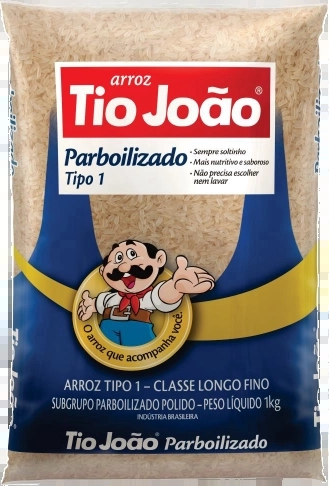 arroz
Tio João®
Parboilizado
Tipo 1
• Sempre soltinho
• Mais nutritivo e saboroso
• Não precisa escolher
nem lavar
O arroz que acompanha você.
ARROZ TIPO 1 – CLASSE LONGO FINO
SUBGRUPO PARBOILIZADO POLIDO – PESO LÍQUIDO 1kg
INDÚSTRIA BRASILEIRA
Tio João Parboilizado